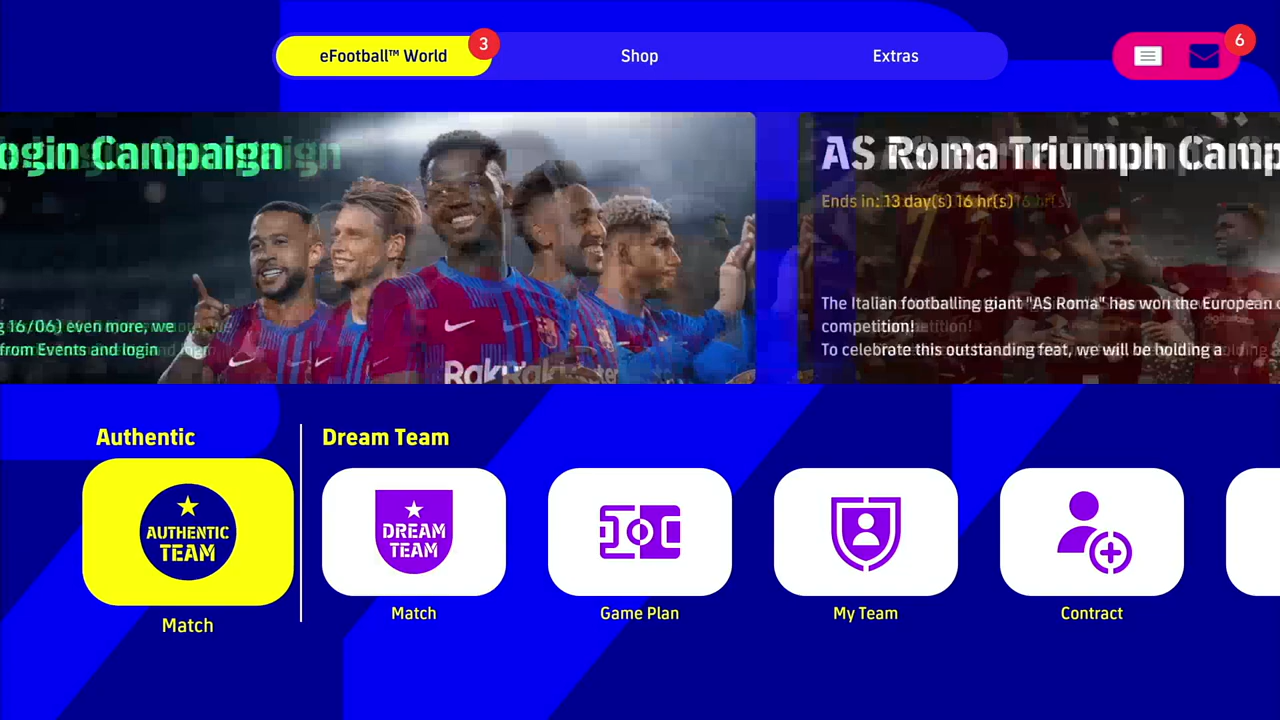 eFootball™ World
3
Shop
Extras
6
ogin Campaign
AS Roma Triumph Camp
Ends in: 13 day(s) 16 hr(s)
!
g 16/06) even more, we
from Events and login
The Italian footballing giant "AS Roma" has won the European
competition!
To celebrate this outstanding feat, we will be holding a
Authentic
Dream Team
AUTHENTIC
TEAM
DREAM
TEAM
Match
Match
Game Plan
My Team
Contract